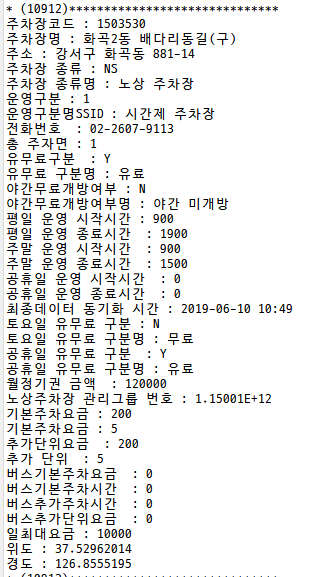 * (10912)******************************
주차장코드 : 1503530
주차장명 : 화곡2동 배다리동길(구)
주소 : 강서구 화곡동 881-14
주차장 종류 : NS
주차장 종류명 : 노상 주차장
운영구분 : 1
운영구분명SSID : 시간제 주차장
전화번호  : 02-2607-9113
총 주차면 : 1
유무료구분  : Y
유무료 구분명 : 유료
야간무료개방여부 : N
야간무료개방여부명 : 야간 미개방
평일 운영 시작시간 : 900
평일 운영 종료시간  : 1900
주말 운영 시작시간  : 900
주말 운영 종료시간  : 1500
공휴일 운영 시작시간  : 0
공휴일 운영 종료시간  : 0
최종데이터 동기화 시간 : 2019-06-10 10:49
토요일 유무료 구분 : N
토요일 유무료 구분명 : 무료
공휴일 유무료 구분  : Y
공휴일 유무료 구분명 : 유료
월정기권 금액  : 120000
노상주차장 관리그룹 번호 : 1.15001E+12
기본주차요금 : 200
기본주차요금 : 5
추가단위요금  : 200
추가 단위  : 5
버스기본주차요금  : 0
버스기본주차시간  : 0
버스추가주차시간  : 0
버스추가단위요금  : 0
일최대요금 : 10000
위도 : 37.52962014
경도 : 126.8555195